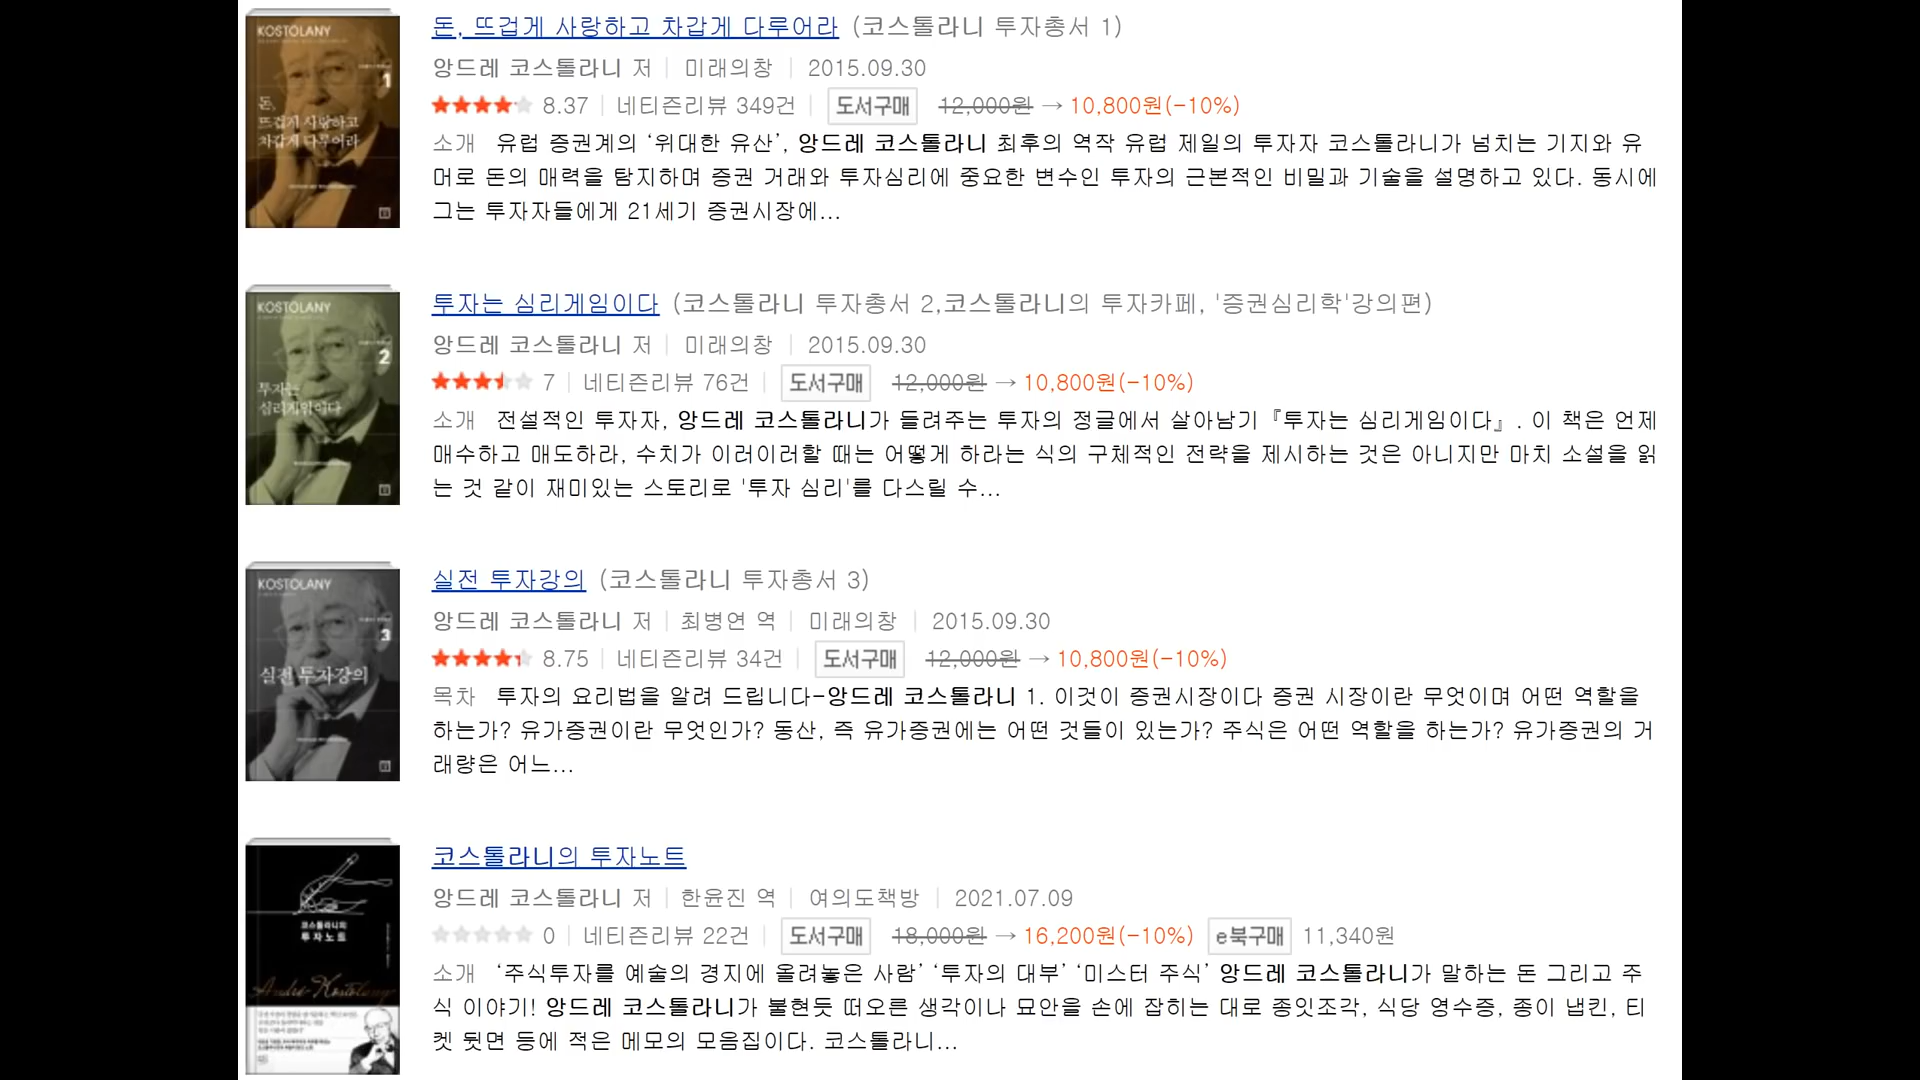 KOSTOLANY
1
돈,
뜨겁게 사랑하고
차갑게 다루어라
돈, 뜨겁게 사랑하고 차갑게 다루어라 (코스톨라니 투자총서 1)
앙드레 코스톨라니 저 | 미래의창 | 2015.09.30
8.37 | 네티즌리뷰 349건 | 도서구매 12,000원 → 10,800원(-10%)
소개 유럽 증권계의 ‘위대한 유산’, 앙드레 코스톨라니 최후의 역작 유럽 제일의 투자자 코스톨라니가 넘치는 기지와 유
머로 돈의 매력을 탐지하며 증권 거래와 투자심리에 중요한 변수인 투자의 근본적인 비밀과 기술을 설명하고 있다. 동시에
그는 투자자들에게 21세기 증권시장에...
KOSTOLANY
2
투자는
심리게임이다
투자는 심리게임이다 (코스톨라니 투자총서 2,코스톨라니의 투자카페, '증권심리학'강의편)
앙드레 코스톨라니 저 | 미래의창 | 2015.09.30
7 | 네티즌리뷰 76건 | 도서구매 12,000원 → 10,800원(-10%)
소개 전설적인 투자자, 앙드레 코스톨라니가 들려주는 투자의 정글에서 살아남기『투자는 심리게임이다』. 이 책은 언제
매수하고 매도하라, 수치가 이러이러할 때는 어떻게 하라는 식의 구체적인 전략을 제시하는 것은 아니지만 마치 소설을 읽
는 것 같이 재미있는 스토리로 '투자 심리'를 다스릴 수...
KOSTOLANY
3
실전 투자강의
실전 투자강의 (코스톨라니 투자총서 3)
앙드레 코스톨라니 저 | 최병연 역 | 미래의창 | 2015.09.30
8.75 | 네티즌리뷰 34건 | 도서구매 12,000원 → 10,800원(-10%)
목차 투자의 요리법을 알려 드립니다-앙드레 코스톨라니 1. 이것이 증권시장이다 증권 시장이란 무엇이며 어떤 역할을
하는가? 유가증권이란 무엇인가? 동산, 즉 유가증권에는 어떤 것들이 있는가? 주식은 어떤 역할을 하는가? 유가증권의 거
래량은 어느...
코스톨라니의
투자노트
André Kostolany
코스톨라니의 투자노트
앙드레 코스톨라니 저 | 한윤진 역 | 여의도책방 | 2021.07.09
0 | 네티즌리뷰 22건 | 도서구매 18,000원 → 16,200원(-10%) e북구매 11,340원
소개 ‘주식투자를 예술의 경지에 올려놓은 사람’ ‘투자의 대부’ ‘미스터 주식’ 앙드레 코스톨라니가 말하는 돈 그리고 주
식 이야기! 앙드레 코스톨라니가 불현듯 떠오른 생각이나 묘안을 손에 잡히는 대로 종잇조각, 식당 영수증, 종이 냅킨, 티
켓 뒷면 등에 적은 메모의 모음집이다. 코스톨라니...